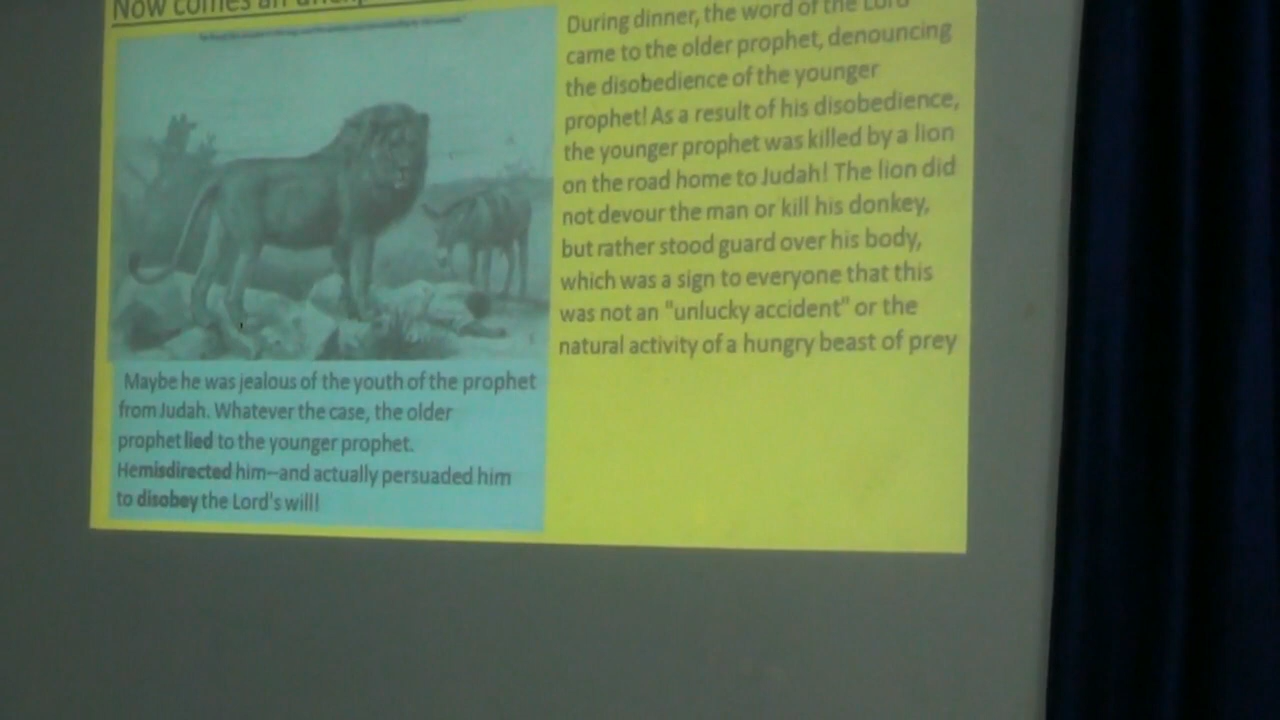 Now comes an
Maybe he was jealous of the youth of the prophet
from Judah. Whatever the case, the older
prophet lied to the younger prophet.
He misdirected him--and actually persuaded him
to disobey the Lord's will!
During dinner, the word of the Lord
came to the older prophet, denouncing
the disobedience of the younger
prophet! As a result of his disobedience,
the younger prophet was killed by a lion
on the road home to Judah! The lion did
not devour the man or kill his donkey,
but rather stood guard over his body,
which was a sign to everyone that this
was not an "unlucky accident" or the
natural activity of a hungry beast of prey